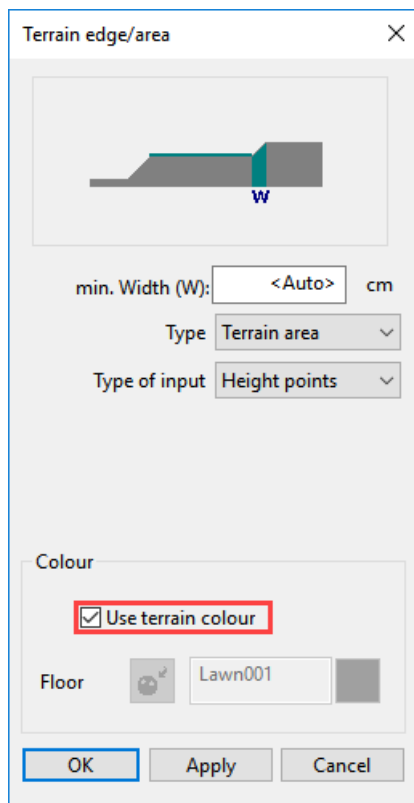 Terrain edge/area
W
min. Width (W): <Auto> cm
Type Terrain area
Type of input Height points
Colour
Use terrain colour
Floor Lawn001
OK Apply Cancel